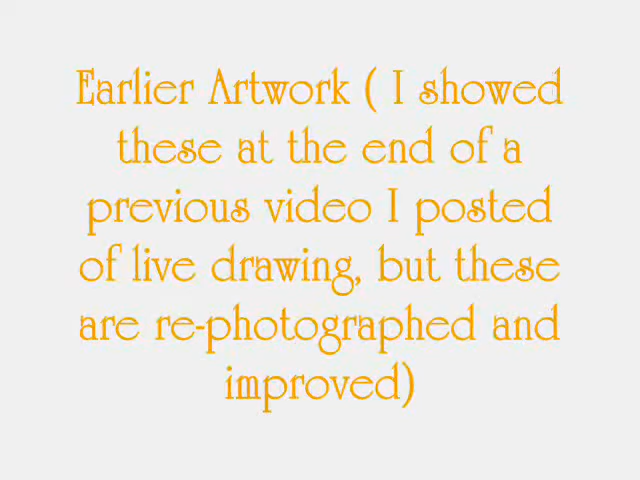 Earlier Artwork ( I showed
these at the end of a
previous video I posted
of live drawing, but these
are re-photographed and
improved)